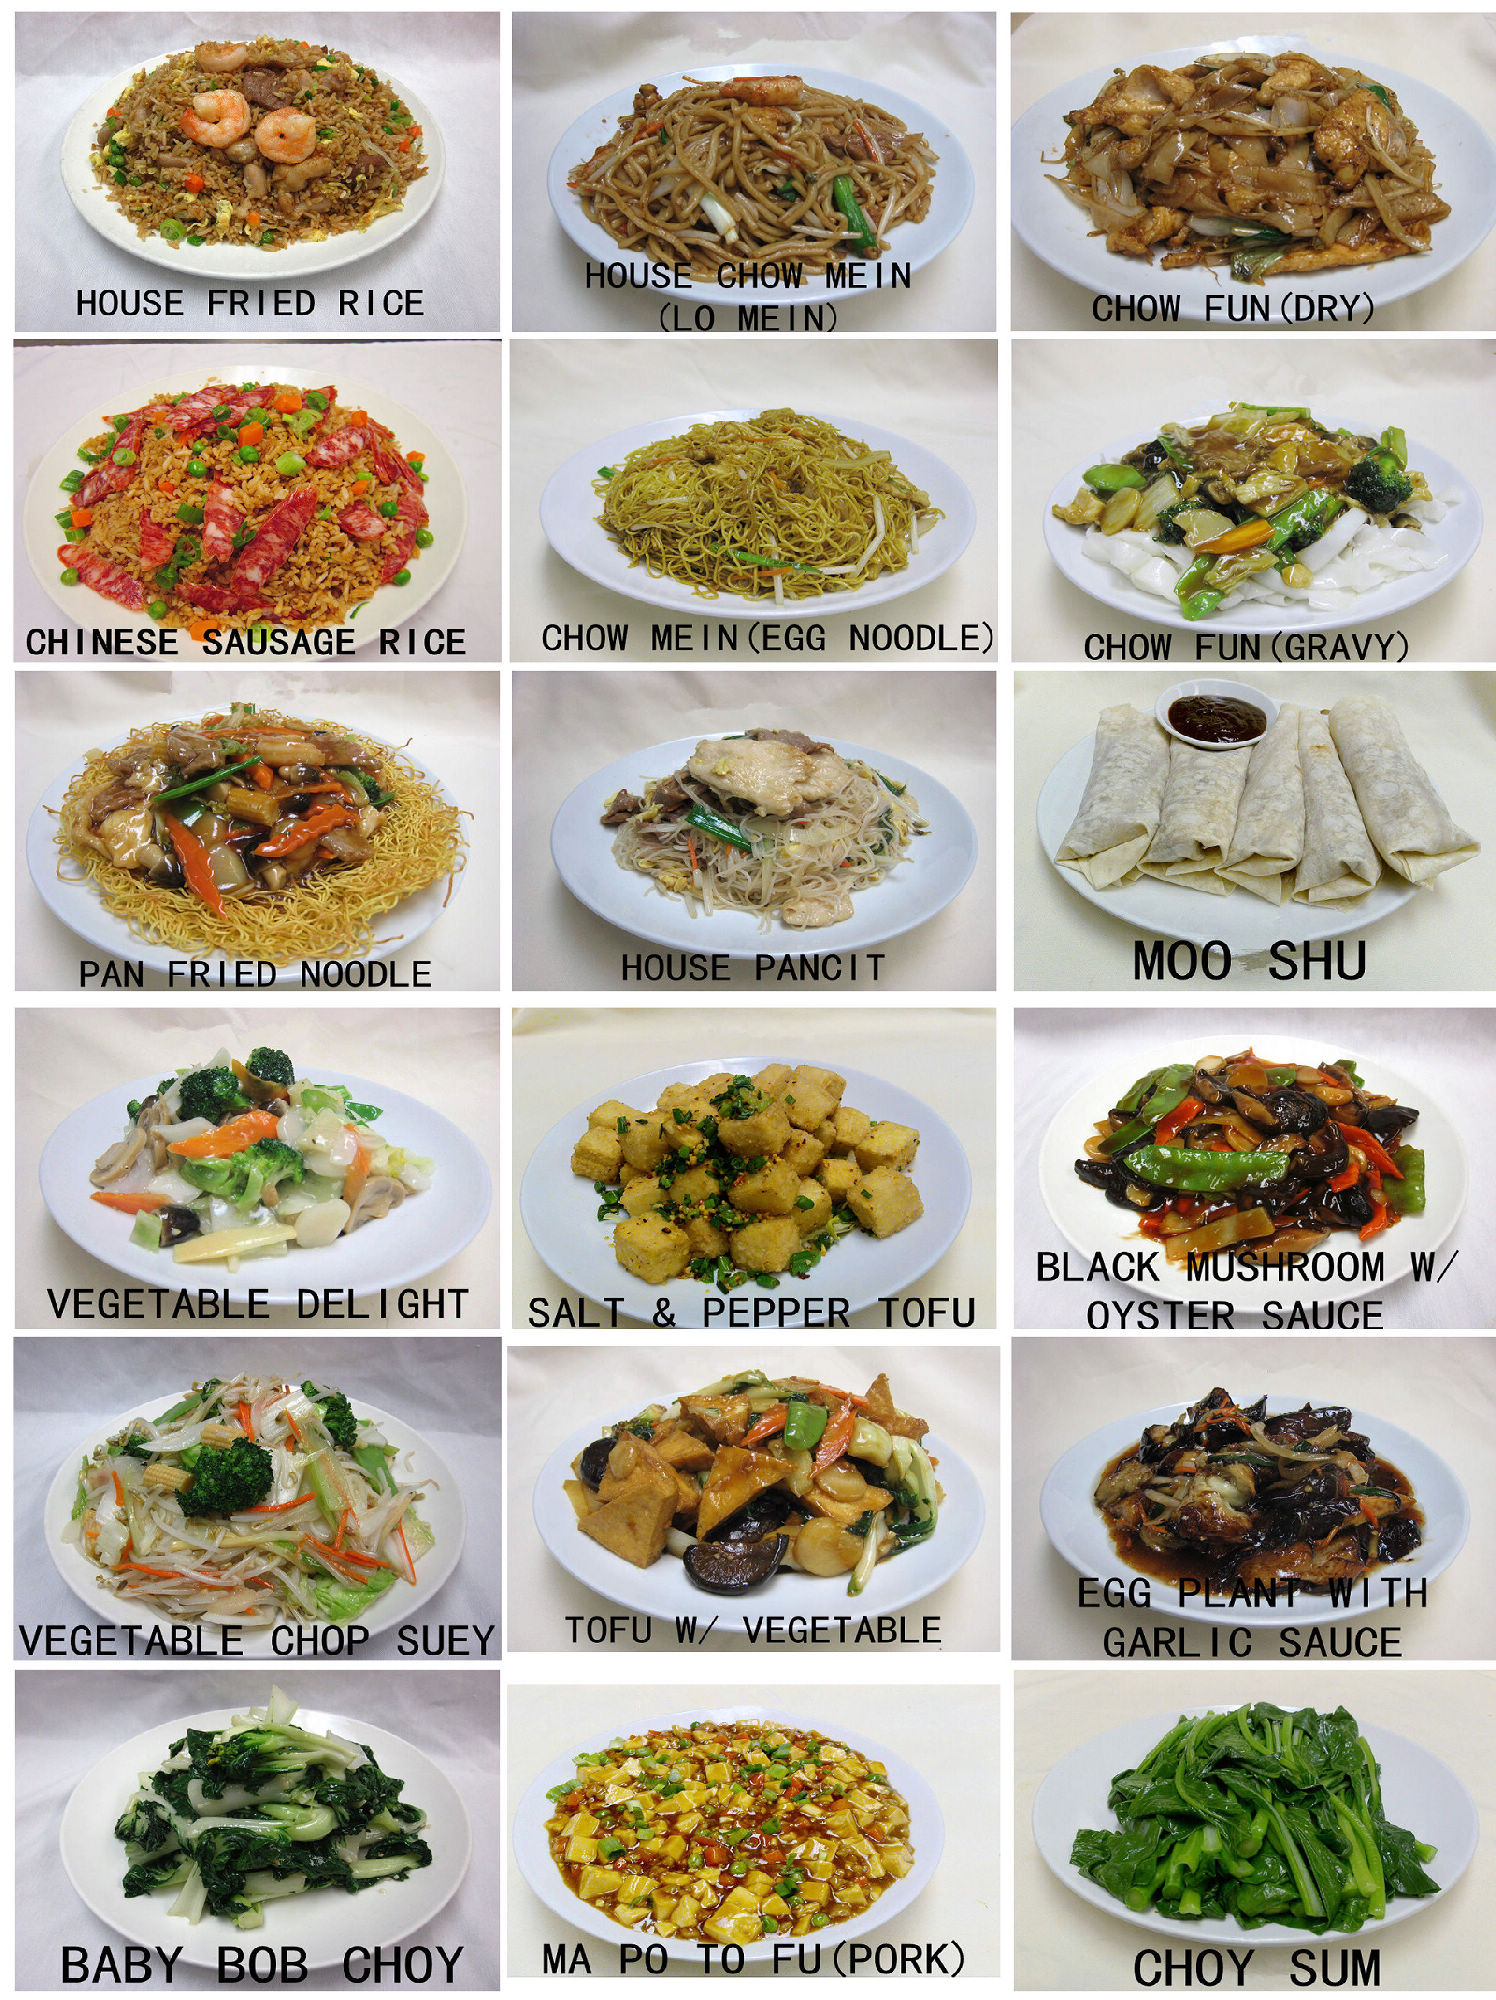 HOUSE FRIED RICE
HOUSE CHOW MEIN
(LO MEIN)
CHOW FUN(DRY)
CHINESE SAUSAGE RICE
CHOW MEIN(EGG NOODLE)
CHOW FUN(GRAVY)
PAN FRIED NOODLE
HOUSE PANCIT
MOO SHU
VEGETABLE DELIGHT
SALT & PEPPER TOFU
BLACK MUSHROOM W/
OYSTER SAUCE
VEGETABLE CHOP SUEY
TOFU W/ VEGETABLE
EGG PLANT WITH
GARLIC SAUCE
BABY BOB CHOY
MA PO TO FU(PORK)
CHOY SUM